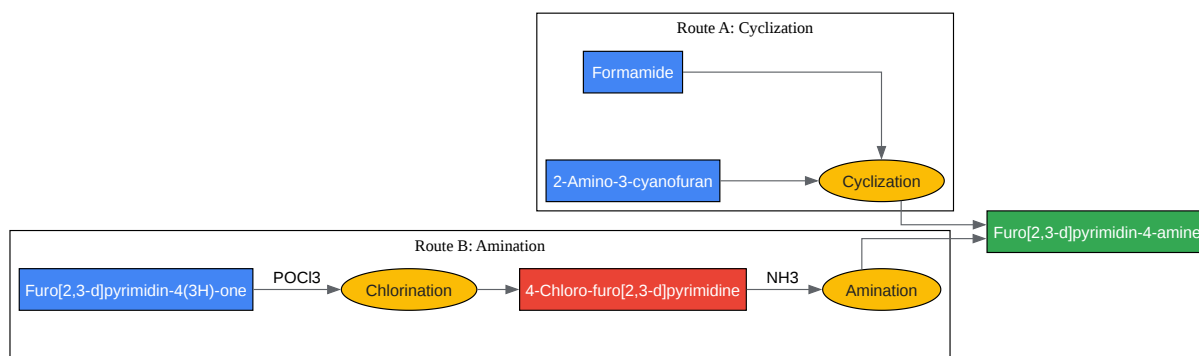 Route A: Cyclization
Formamide
2-Amino-3-cyanofuran
Cyclization
Furo[2,3-d]pyrimidin-4-amine
Route B: Amination
Furo[2,3-d]pyrimidin-4(3H)-one
POCl3
Chlorination
4-Chloro-furo[2,3-d]pyrimidine
NH3
Amination